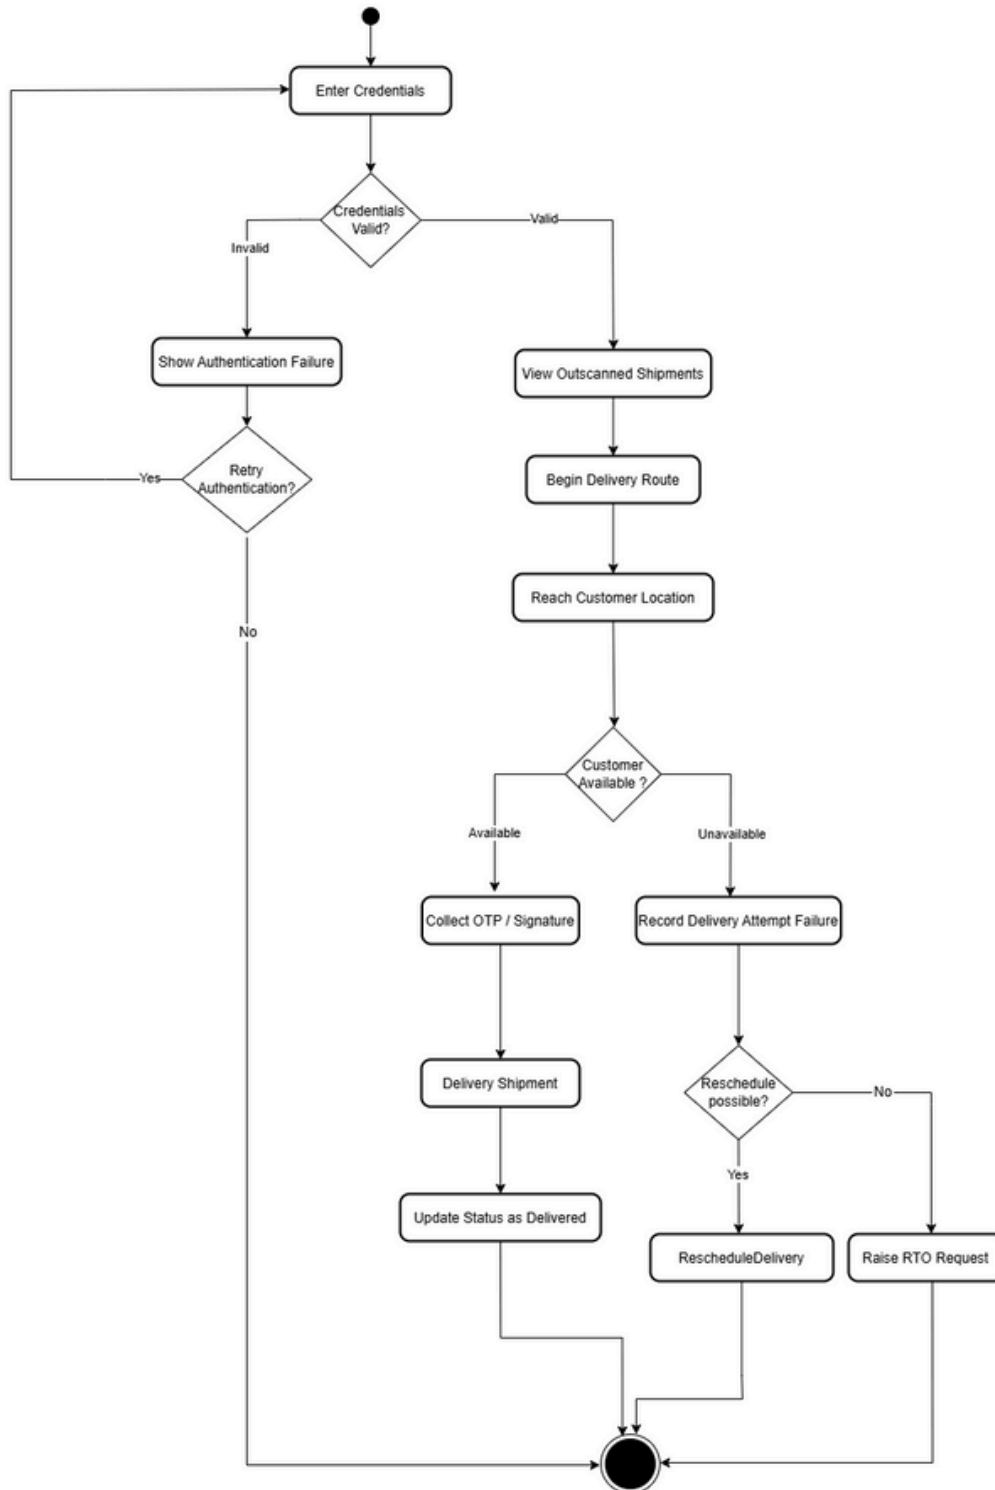 Enter Credentials
Credentials
Valid?
Valid
Invalid
Show Authentication Failure
View Outscanned Shipments
Retry
Authentication?
Yes
Begin Delivery Route
Reach Customer Location
No
Customer
Available ?
Available
Unavailable
Collect OTP / Signature
Record Delivery Attempt Failure
Delivery Shipment
Reschedule
possible?
No
Yes
Update Status as Delivered
RescheduleDelivery
Raise RTO Request